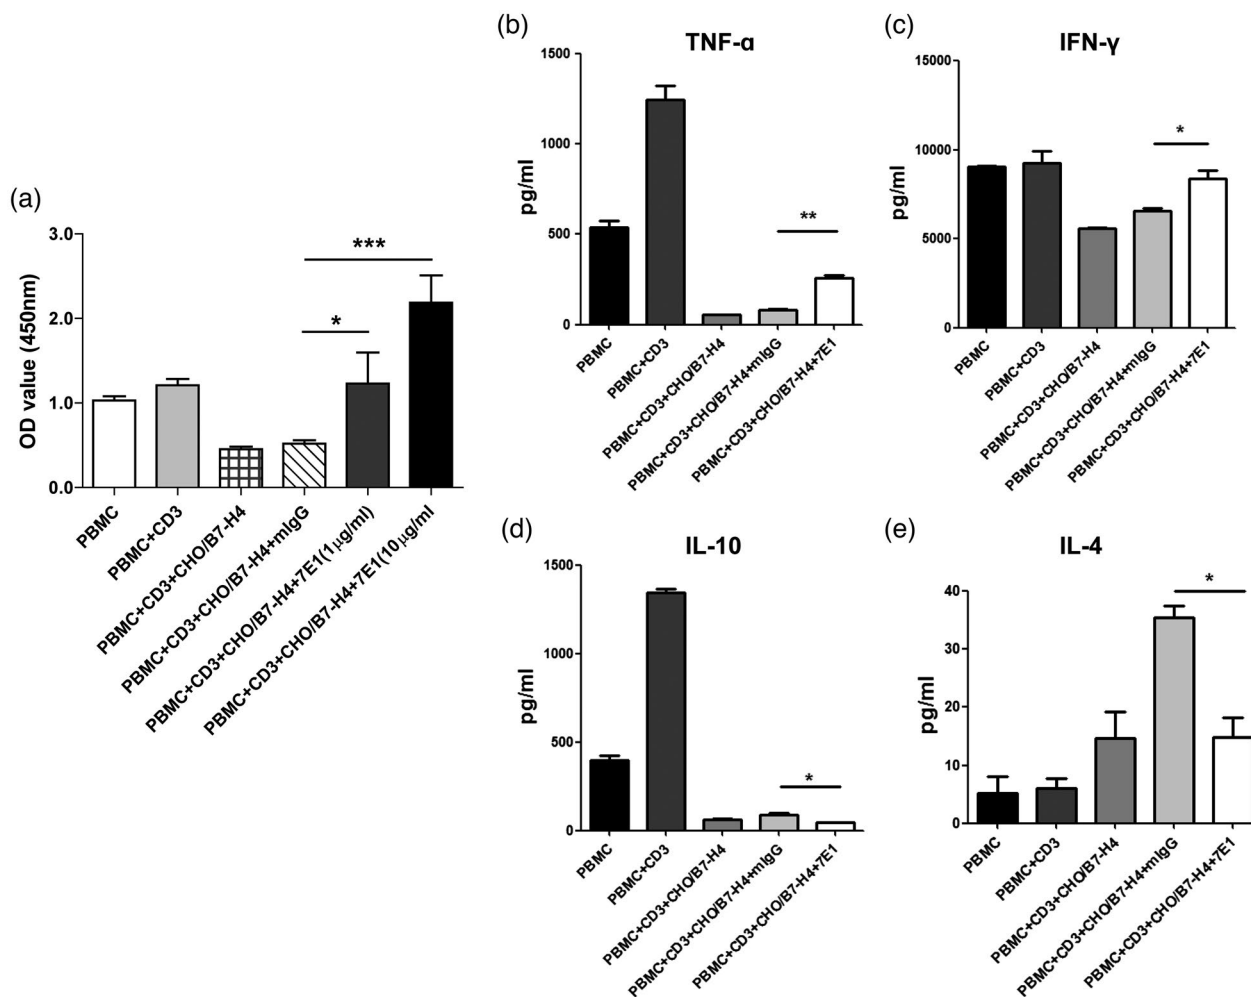 (a)
OD value (450nm)
3.0
2.0
1.0
0.0
*
***
PBMC
PBMC+CD3
PBMC+CD3+CHO/B7-H4
PBMC+CD3+CHO/B7-H4+mIgG
PBMC+CD3+CHO/B7-H4+7E1(1μg/ml)
PBMC+CD3+CHO/B7-H4+7E1(10μg/ml
(b)
TNF-α
pg/ml
1500
1000
500
0
**
PBMC
PBMC+CD3
PBMC+CD3+CHO/B7-H4
PBMC+CD3+CHO/B7-H4+mIgG
PBMC+CD3+CHO/B7-H4+7E1
(c)
IFN-γ
pg/ml
15000
10000
5000
0
*
PBMC
PBMC+CD3
PBMC+CD3+CHO/B7-H4
PBMC+CD3+CHO/B7-H4+mIgG
PBMC+CD3+CHO/B7-H4+7E1
(d)
IL-10
pg/ml
1500
1000
500
0
*
PBMC
PBMC+CD3
PBMC+CD3+CHO/B7-H4
PBMC+CD3+CHO/B7-H4+mIgG
PBMC+CD3+CHO/B7-H4+7E1
(e)
IL-4
pg/ml
40
30
20
10
0
*
PBMC
PBMC+CD3
PBMC+CD3+CHO/B7-H4
PBMC+CD3+CHO/B7-H4+mIgG
PBMC+CD3+CHO/B7-H4+7E1